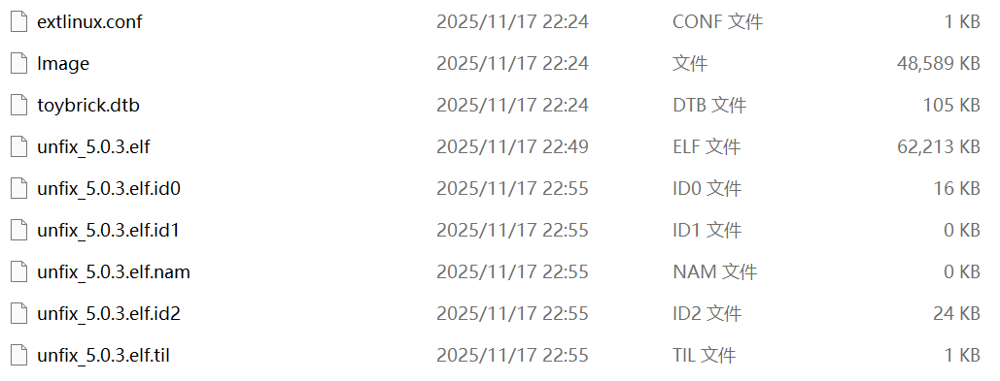 extlinux.conf 2025/11/17 22:24 CONF 文件 1 KB
Image 2025/11/17 22:24 文件 48,589 KB
toybrick.dtb 2025/11/17 22:24 DTB 文件 105 KB
unfix_5.0.3.elf 2025/11/17 22:49 ELF 文件 62,213 KB
unfix_5.0.3.elf.id0 2025/11/17 22:55 ID0 文件 16 KB
unfix_5.0.3.elf.id1 2025/11/17 22:55 ID1 文件 0 KB
unfix_5.0.3.elf.nam 2025/11/17 22:55 NAM 文件 0 KB
unfix_5.0.3.elf.id2 2025/11/17 22:55 ID2 文件 24 KB
unfix_5.0.3.elf.til 2025/11/17 22:55 TIL 文件 1 KB